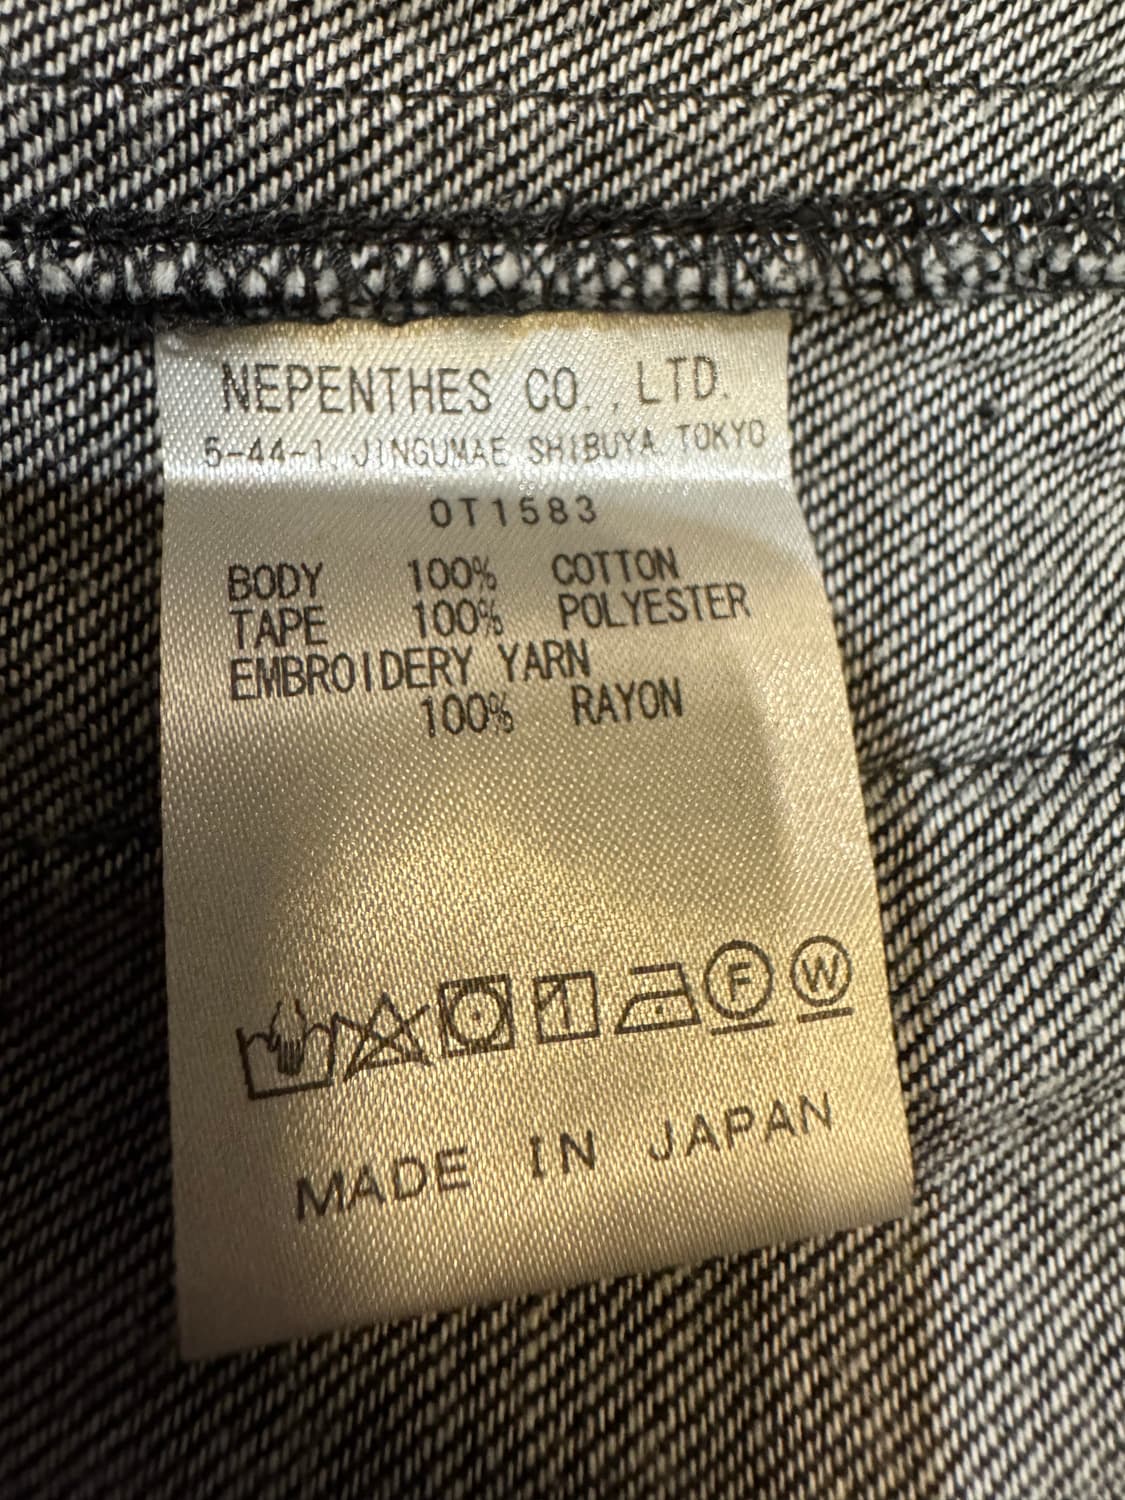 NEPENTHES CO.,LTD.
5-44-1, JINGUMAE SHIBUYA TOKYO
OT1583
BODY 100% COTTON
TAPE 100% POLYESTER
EMBROIDERY YARN
100% RAYON
F W
MADE IN JAPAN